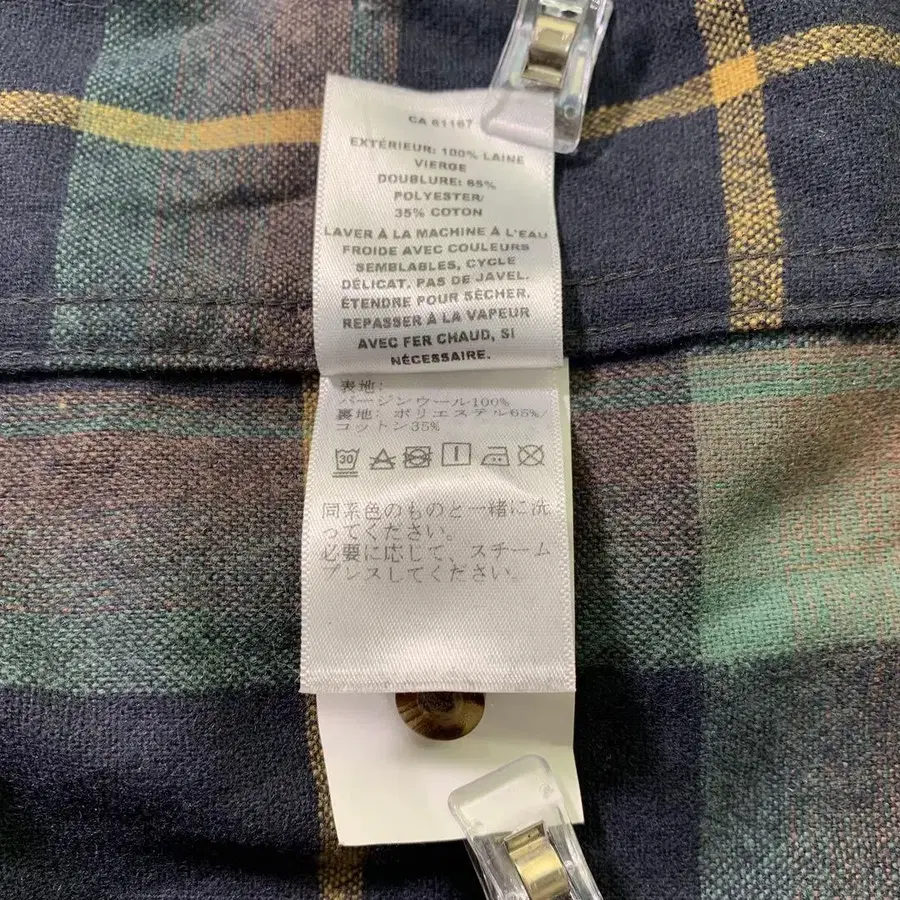 CA 61167
EXTÉRIEUR: 100% LAINE
VIERGE
DOUBLURE: 65%
POLYESTER/
35% COTON
LAVER À LA MACHINE À L'EAU
FROIDE AVEC COULEURS
SEMBLABLES, CYCLE
DÉLICAT. PAS DE JAVEL.
ÉTENDRE POUR SÉCHER.
REPASSER À LA VAPEUR
AVEC FER CHAUD, SI
NÉCESSAIRE.
表地:
バージンウール100%
裏地: ポリエステル65%/
コットン35%
30
同系色のものと一緒に洗
ってください。
必要に応じて、スチーム
プレスしてください。